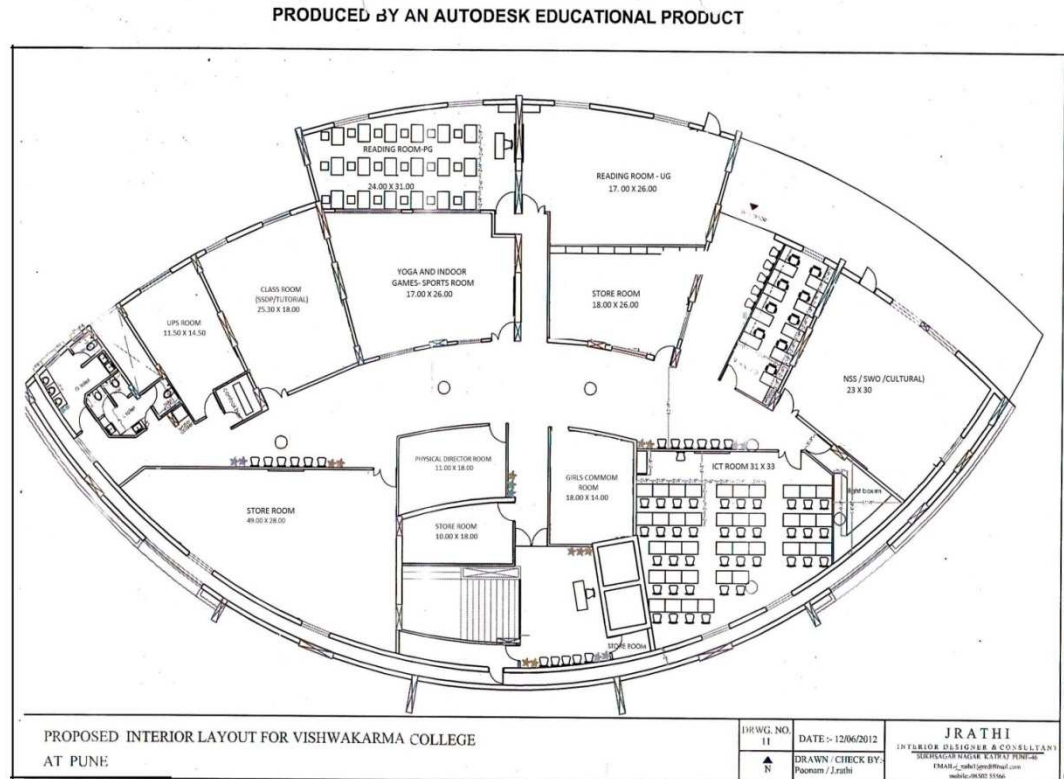 PRODUCED BY AN AUTODESK EDUCATIONAL PRODUCT
READING ROOM-PG
24.00 X 31.00
READING ROOM - UG
17. 00 X 26.00
CLASS ROOM
(SSDP/TUTORIAL)
25.30 X 18.00
YOGA AND INDOOR
GAMES- SPORTS ROOM
17.00 X 26.00
STORE ROOM
18.00 X 26.00
UPS ROOM
11.50 X 14.50
NSS / SWO /CULTURAL)
23 X 30
PHYSICAL DIRECTOR ROOM
11.00 X 18.00
GIRLS COMMOM
ROOM
18.00 X 14.00
ICT ROOM 31 X 33
STORE ROOM
49.00 X 28.00
STORE ROOM
10.00 X 18.00
STORE ROOM
PROPOSED INTERIOR LAYOUT FOR VISHWAKARMA COLLEGE
AT PUNE
DRWG. NO.
11
N
DATE :- 12/06/2012
DRAWN / CHECK BY:-
Poonam / J.rathi
JRATHI
INTERIOR DESIGNER & CONSULTANT